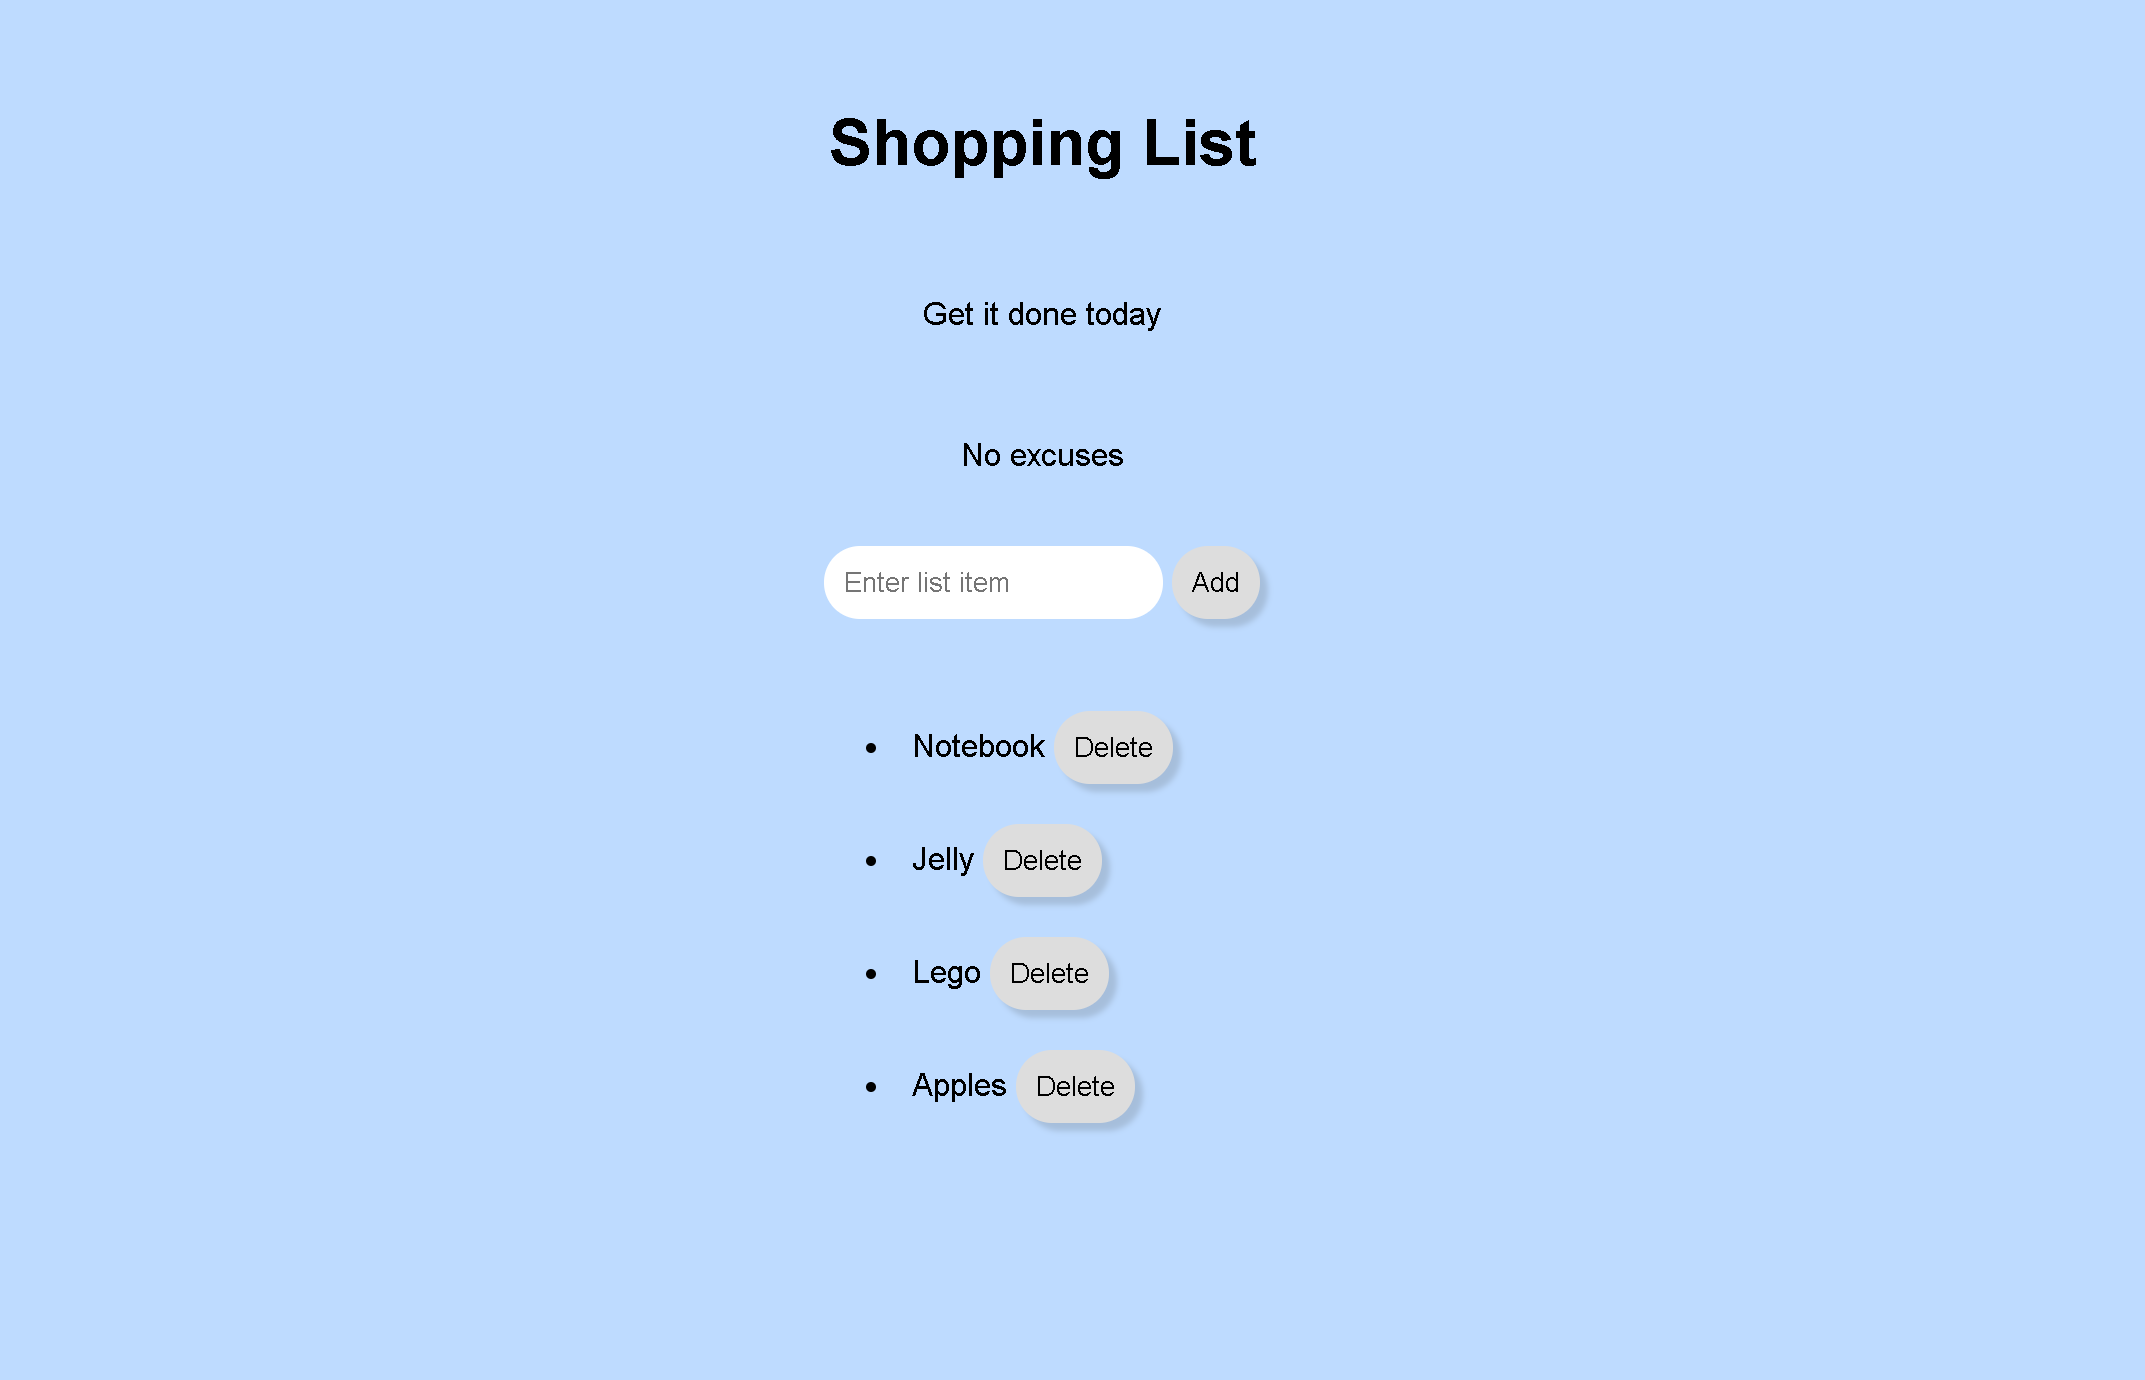 Shopping List
Get it done today
No excuses
Enter list item Add
Notebook Delete
Jelly Delete
Lego Delete
Apples Delete